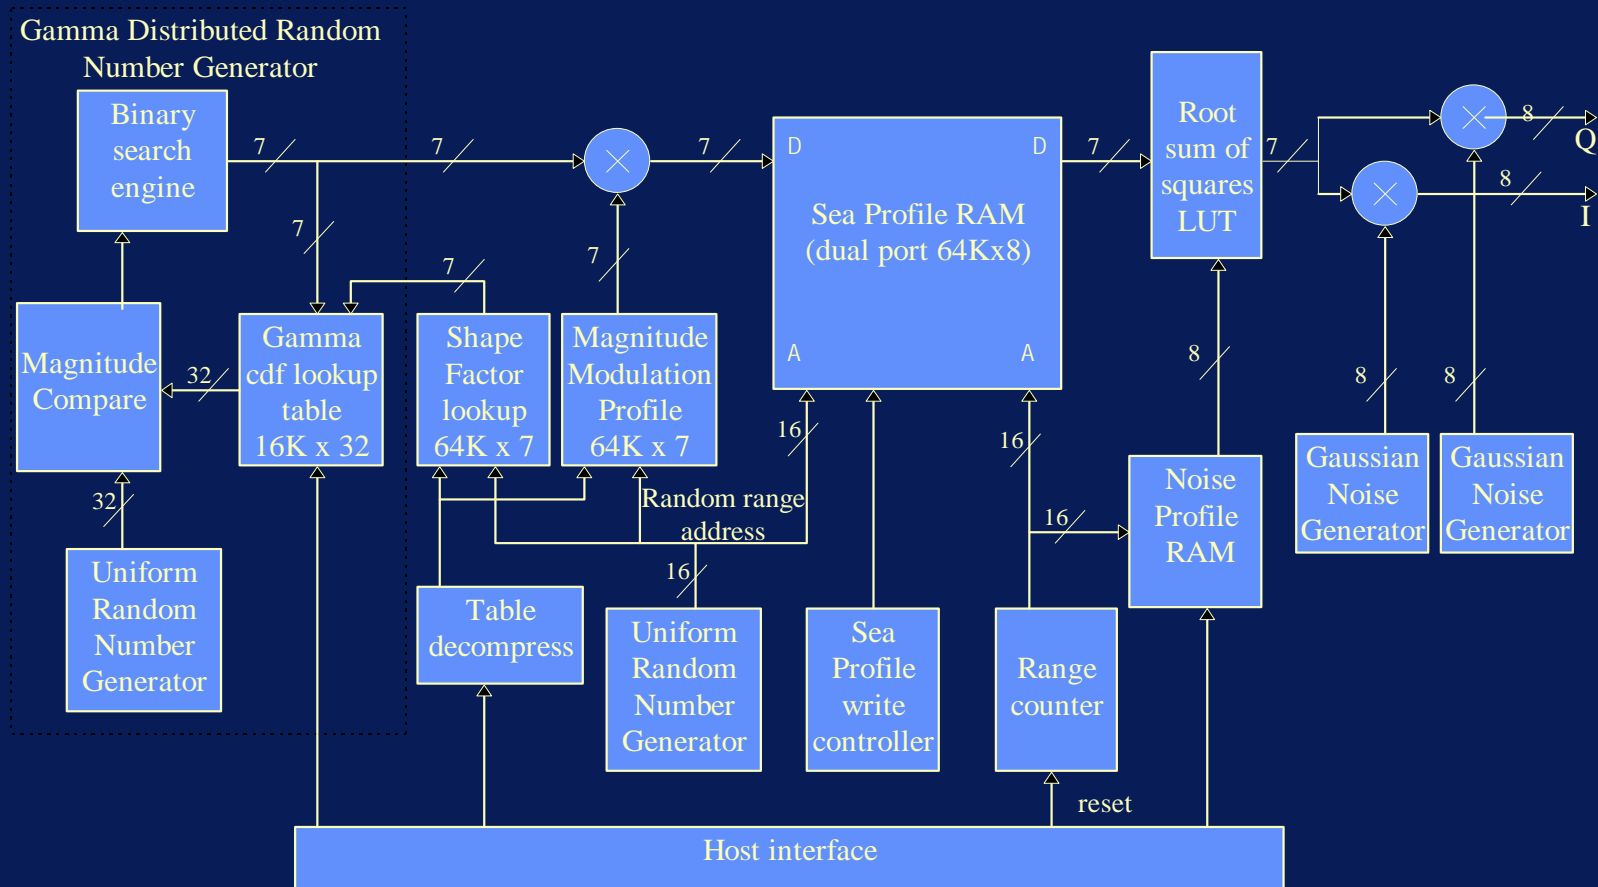 Gamma Distributed Random
Number Generator
Binary
search
engine
7
7
7
7
7
7
D
D
A
A
Sea Profile RAM
(dual port 64Kx8)
7
Root
sum of
squares
LUT
7
8
Q
8
I
Magnitude
Compare
32
Gamma
cdf lookup
table
16K x 32
Shape
Factor
lookup
64K x 7
Magnitude
Modulation
Profile
64K x 7
16
16
8
8
8
32
Random range
address
16
16
Noise
Profile
RAM
Gaussian
Noise
Generator
Gaussian
Noise
Generator
Uniform
Random
Number
Generator
Table
decompress
Uniform
Random
Number
Generator
Sea
Profile
write
controller
Range
counter
reset
Host interface